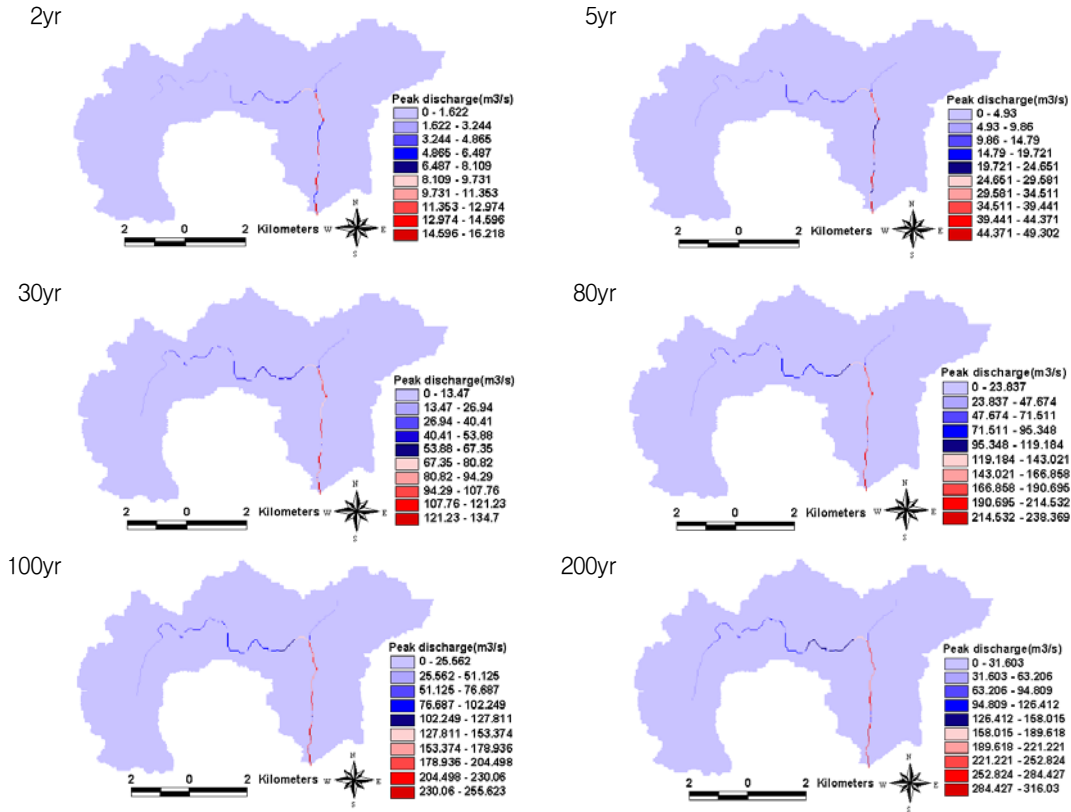 2yr
Peak discharge(m3/s)
0 - 1.622
1.622 - 3.244
3.244 - 4.865
4.865 - 6.487
6.487 - 8.109
8.109 - 9.731
9.731 - 11.353
11.353 - 12.974
12.974 - 14.596
14.596 - 16.218
2 0 2 Kilometers
N
W E
S
5yr
Peak discharge(m3/s)
0 - 4.93
4.93 - 9.86
9.86 - 14.79
14.79 - 19.721
19.721 - 24.651
24.651 - 29.581
29.581 - 34.511
34.511 - 39.441
39.441 - 44.371
44.371 - 49.302
2 0 2 Kilometers
N
W E
S
30yr
Peak discharge(m3/s)
0 - 13.47
13.47 - 26.94
26.94 - 40.41
40.41 - 53.88
53.88 - 67.35
67.35 - 80.82
80.82 - 94.29
94.29 - 107.76
107.76 - 121.23
121.23 - 134.7
2 0 2 Kilometers
N
W E
S
80yr
Peak discharge(m3/s)
0 - 23.837
23.837 - 47.674
47.674 - 71.511
71.511 - 95.348
95.348 - 119.184
119.184 - 143.021
143.021 - 166.858
166.858 - 190.695
190.695 - 214.532
214.532 - 238.369
2 0 2 Kilometers
N
W E
S
100yr
Peak discharge(m3/s)
0 - 25.562
25.562 - 51.125
51.125 - 76.687
76.687 - 102.249
102.249 - 127.811
127.811 - 153.374
153.374 - 178.936
178.936 - 204.498
204.498 - 230.06
230.06 - 255.623
2 0 2 Kilometers
N
W E
S
200yr
Peak discharge(m3/s)
0 - 31.603
31.603 - 63.206
63.206 - 94.809
94.809 - 126.412
126.412 - 158.015
158.015 - 189.618
189.618 - 221.221
221.221 - 252.824
252.824 - 284.427
284.427 - 316.03
2 0 2 Kilometers
N
W E
S